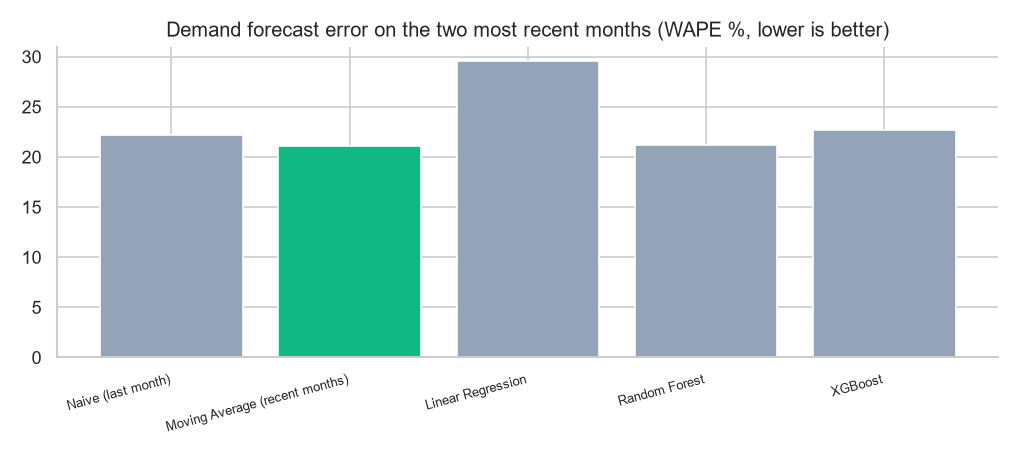 Demand forecast error on the two most recent months (WAPE %, lower is better)
30
25
20
15
10
5
0
Naive (last month)
Moving Average (recent months)
Linear Regression
Random Forest
XGBoost